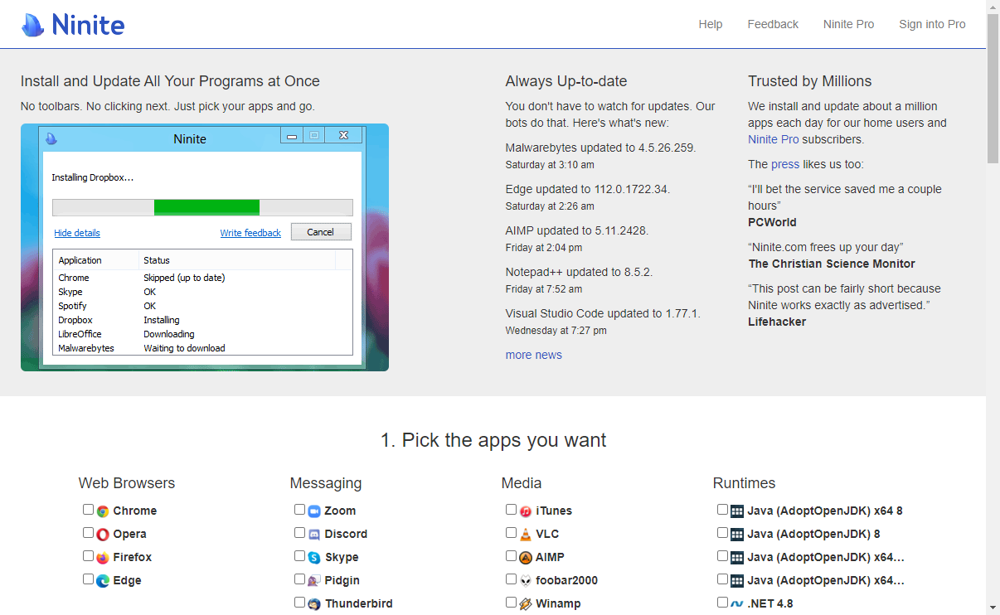 Ninite
Help
Feedback
Ninite Pro
Sign into Pro
Install and Update All Your Programs at Once
No toolbars. No clicking next. Just pick your apps and go.
Ninite
Installing Dropbox...
Hide details
Write feedback
Cancel
Application Status
Chrome Skipped (up to date)
Skype OK
Spotify OK
Dropbox Installing
LibreOffice Downloading
Malwarebytes Waiting to download
Always Up-to-date
You don't have to watch for updates. Our
bots do that. Here's what's new:
Malwarebytes updated to 4.5.26.259.
Saturday at 3:10 am
Edge updated to 112.0.1722.34.
Saturday at 2:26 am
AIMP updated to 5.11.2428.
Friday at 2:04 pm
Notepad++ updated to 8.5.2.
Friday at 7:52 am
Visual Studio Code updated to 1.77.1.
Wednesday at 7:27 pm
more news
Trusted by Millions
We install and update about a million
apps each day for our home users and
Ninite Pro subscribers.
The press likes us too:
“I'll bet the service saved me a couple
hours”
PCWorld
“Ninite.com frees up your day”
The Christian Science Monitor
“This post can be fairly short because
Ninite works exactly as advertised.”
Lifehacker
1. Pick the apps you want
Web Browsers
Chrome
Opera
Firefox
Edge
Messaging
Zoom
Discord
Skype
Pidgin
Thunderbird
Media
iTunes
VLC
AIMP
foobar2000
Winamp
Runtimes
Java (AdoptOpenJDK) x64 8
Java (AdoptOpenJDK) 8
Java (AdoptOpenJDK) x64...
Java (AdoptOpenJDK) x64...
.NET 4.8